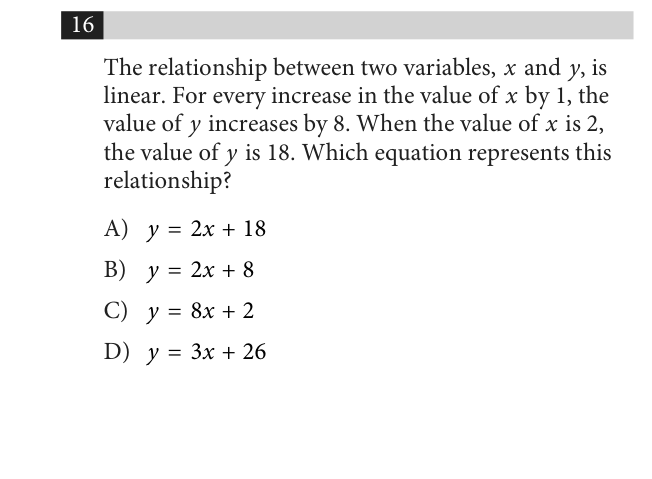 16
The relationship between two variables, x and y, is
linear. For every increase in the value of x by 1, the
value of y increases by 8. When the value of x is 2,
the value of y is 18. Which equation represents this
relationship?
A) y = 2x + 18
B) y = 2x + 8
C) y = 8x + 2
D) y = 3x + 26